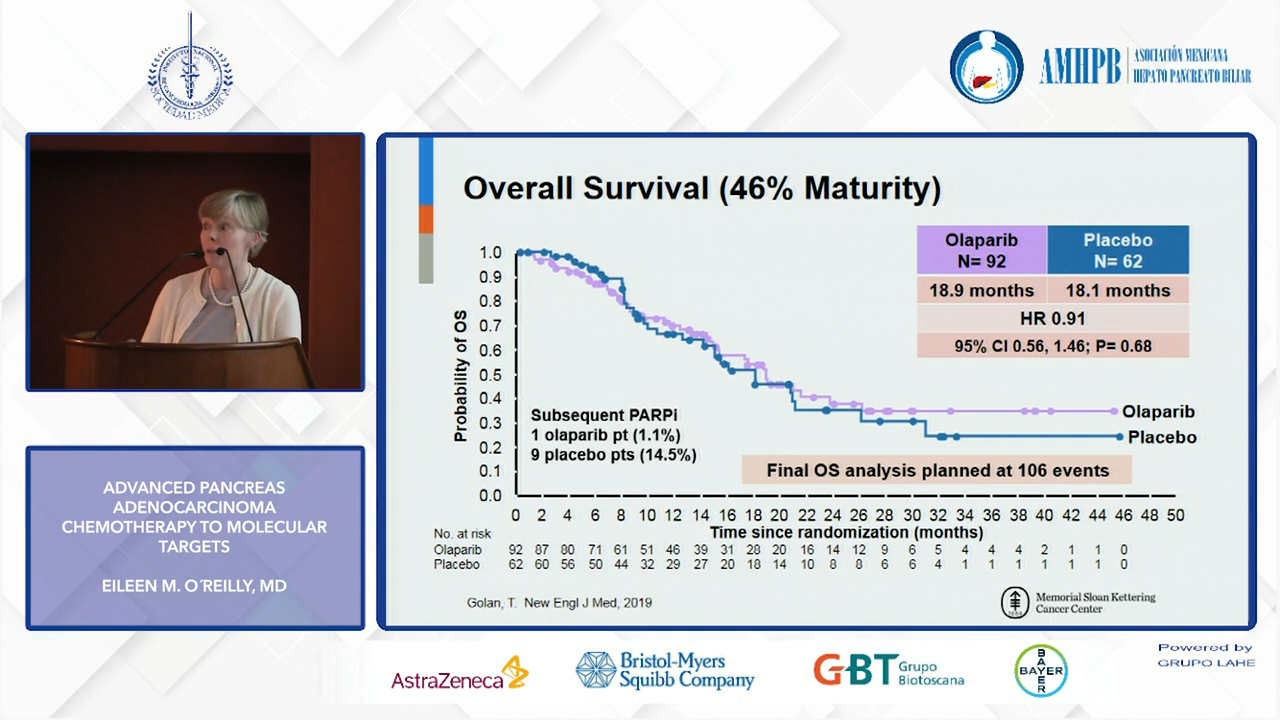 SOCIEDAD MEDICA
AMHPB
ASOCIACIÓN MEXICANA
HEPATO PANCREATO BILIAR
Overall Survival (46% Maturity)
Olaparib
N= 92
Placebo
N= 62
18.9 months
18.1 months
HR 0.91
95% CI 0.56, 1.46; P= 0.68
Probability of OS
1.0
0.9
0.8
0.7
0.6
0.5
0.4
0.3
0.2
0.1
0.0
Subsequent PARPi
1 olaparib pt (1.1%)
9 placebo pts (14.5%)
Olaparib
Placebo
Final OS analysis planned at 106 events
0 2 4 6 8 10 12 14 16 18 20 22 24 26 28 30 32 34 36 38 40 42 44 46 48 50
Time since randomization (months)
No. at risk
Olaparib 92 87 80 71 61 51 46 39 31 28 20 16 14 12 9 6 5 4 4 4 2 1 1 0
Placebo 62 60 56 50 44 32 29 27 20 18 14 10 8 8 6 6 4 1 1 1 1 1 1 0
Golan, T. New Engl J Med, 2019
Memorial Sloan Kettering
Cancer Center
ADVANCED PANCREAS
ADENOCARCINOMA
CHEMOTHERAPY TO MOLECULAR
TARGETS
EILEEN M. O´REILLY, MD
AstraZeneca
Bristol-Myers
Squibb Company
GBT Grupo
Biotoscana
BAYER
BAYER
Powered by
GRUPO LAHE